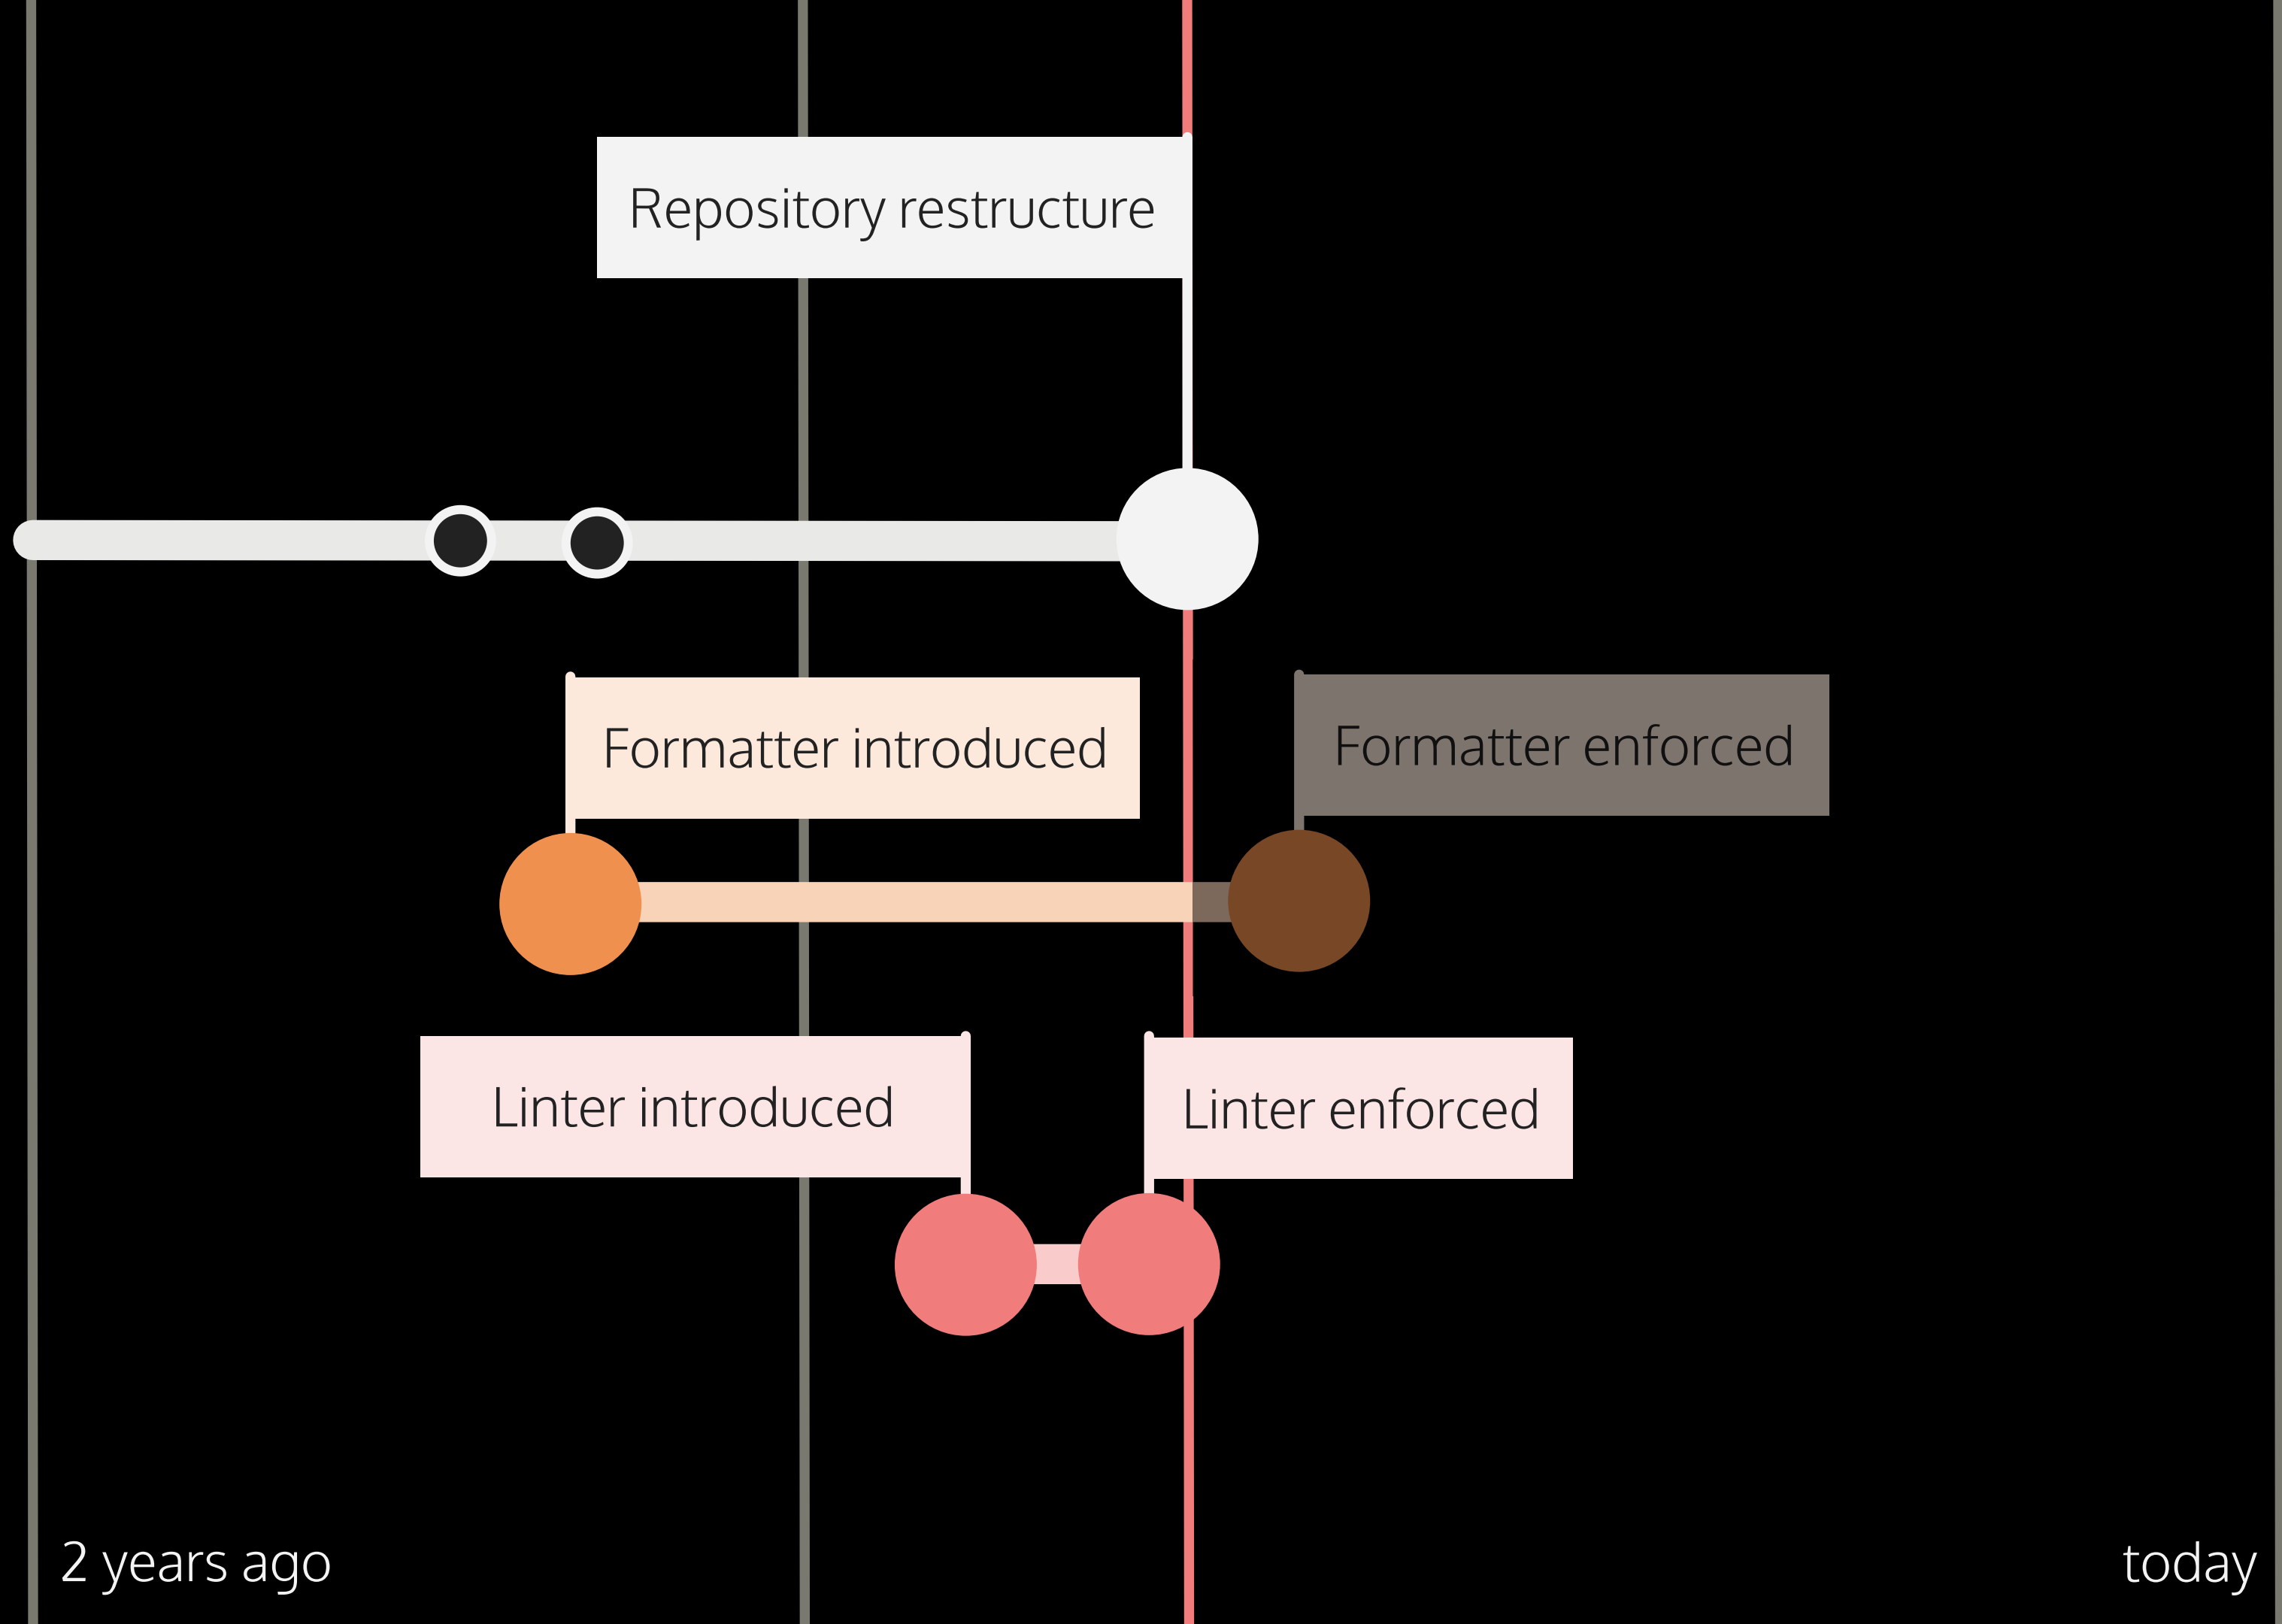 Repository restructure
Formatter introduced
Formatter enforced
Linter introduced
Linter enforced
2 years ago
today